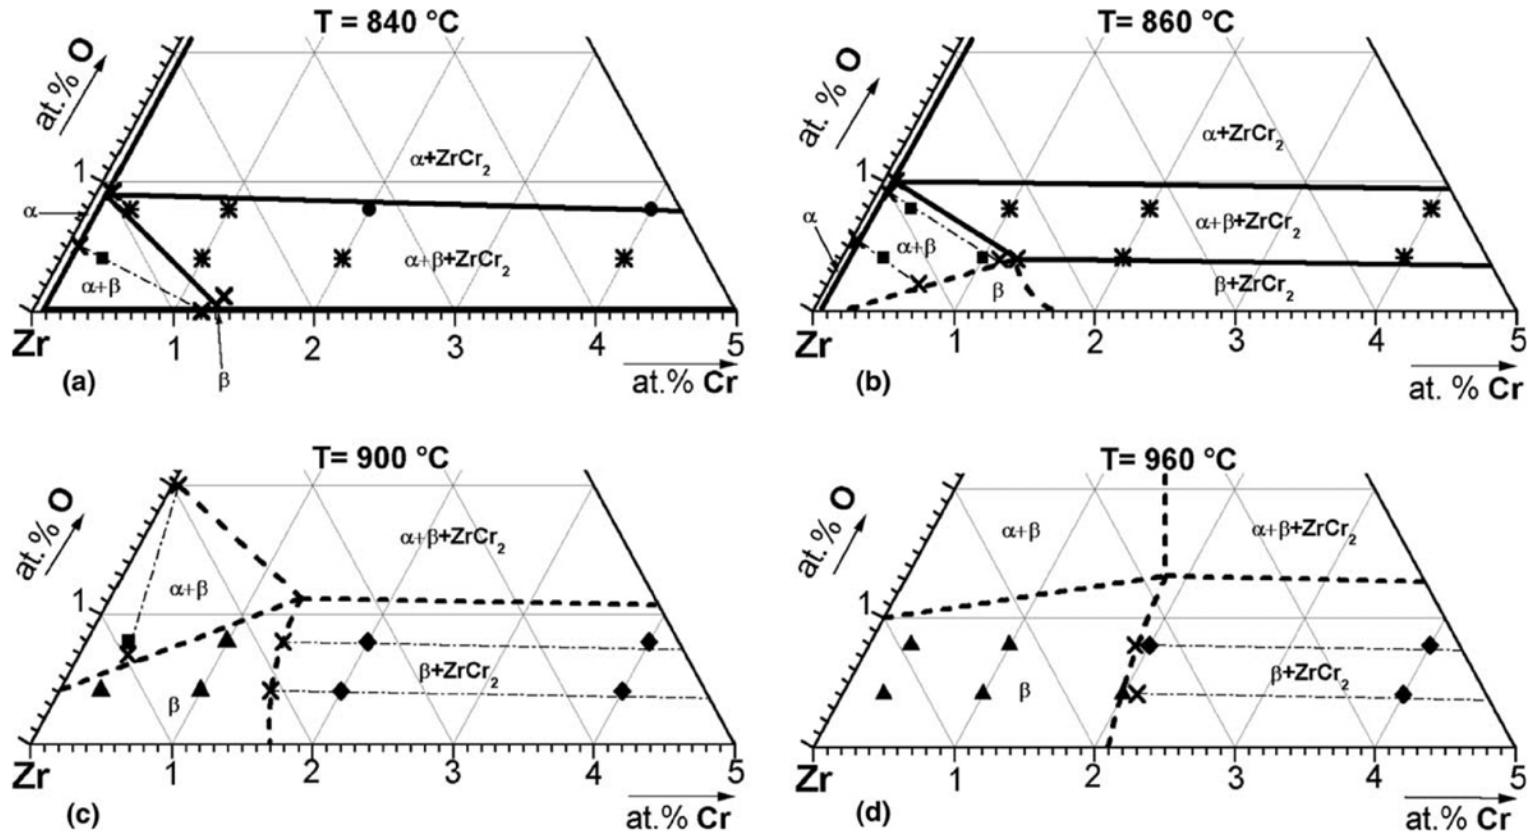 T = 840 °C
at.% O
α+ZrCr2
1
α
α+β+ZrCr2
α+β
Zr
1 2 3 4 5
β
(a)
at.% Cr
T= 860 °C
at. % O
α+ZrCr2
1
α
α+β+ZrCr2
α+β
β
β+ZrCr2
Zr
1 2 3 4 5
(b)
at. % Cr
T= 900 °C
at.% O
α+β+ZrCr2
α+β
1
β+ZrCr2
β
Zr
1 2 3 4 5
(c)
at.% Cr
T= 960 °C
at.% O
α+β
α+β+ZrCr2
1
β+ZrCr2
β
Zr
1 2 3 4 5
(d)
at.% Cr